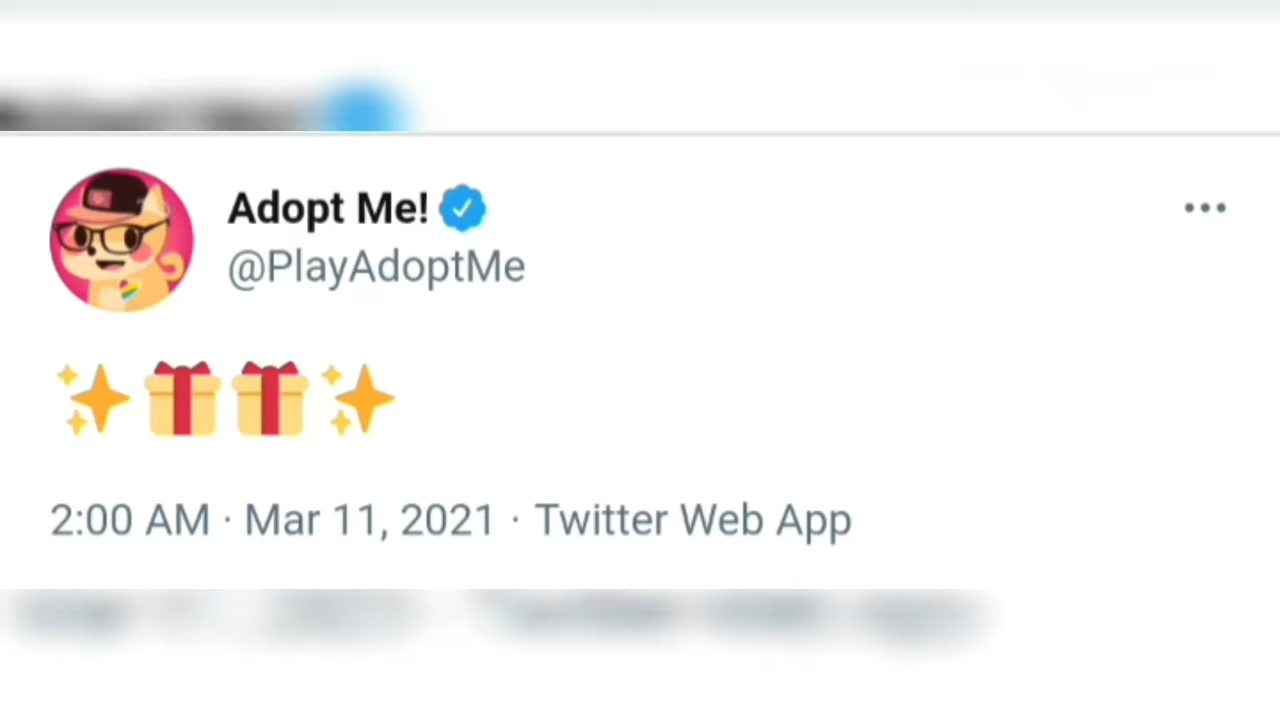 Adopt Me!
@PlayAdoptMe
✨🎁🎁✨
2:00 AM · Mar 11, 2021 · Twitter Web App